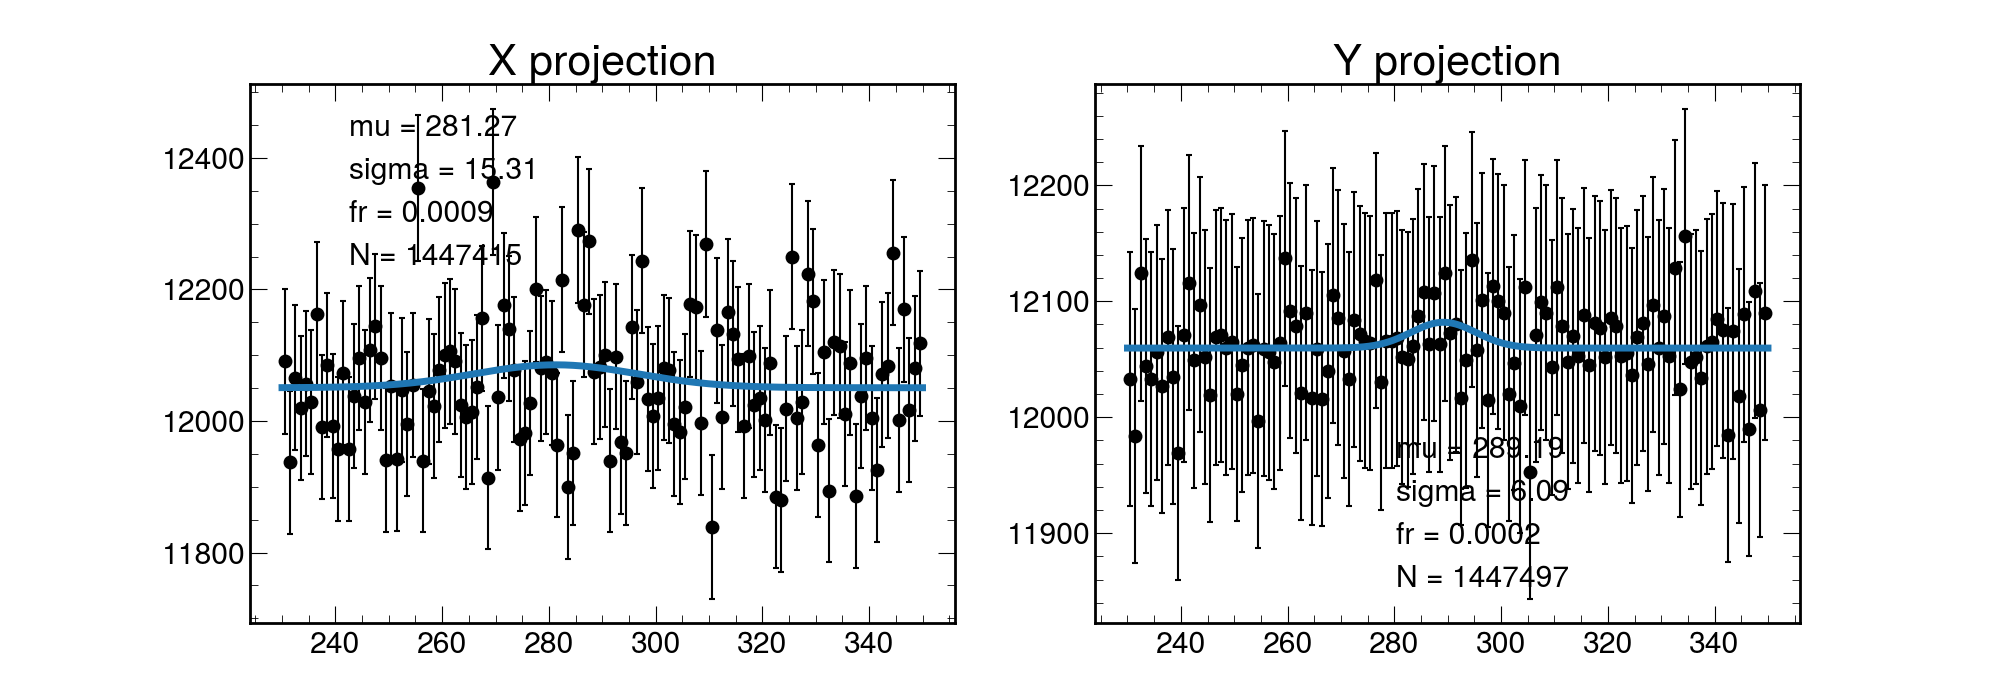 X projection
mu = 281.27
sigma = 15.31
fr = 0.0009
N = 1447415
12400
12200
12000
11800
240 260 280 300 320 340
Y projection
12200
12100
12000
11900
mu = 289.19
sigma = 6.09
fr = 0.0002
N = 1447497
240 260 280 300 320 340